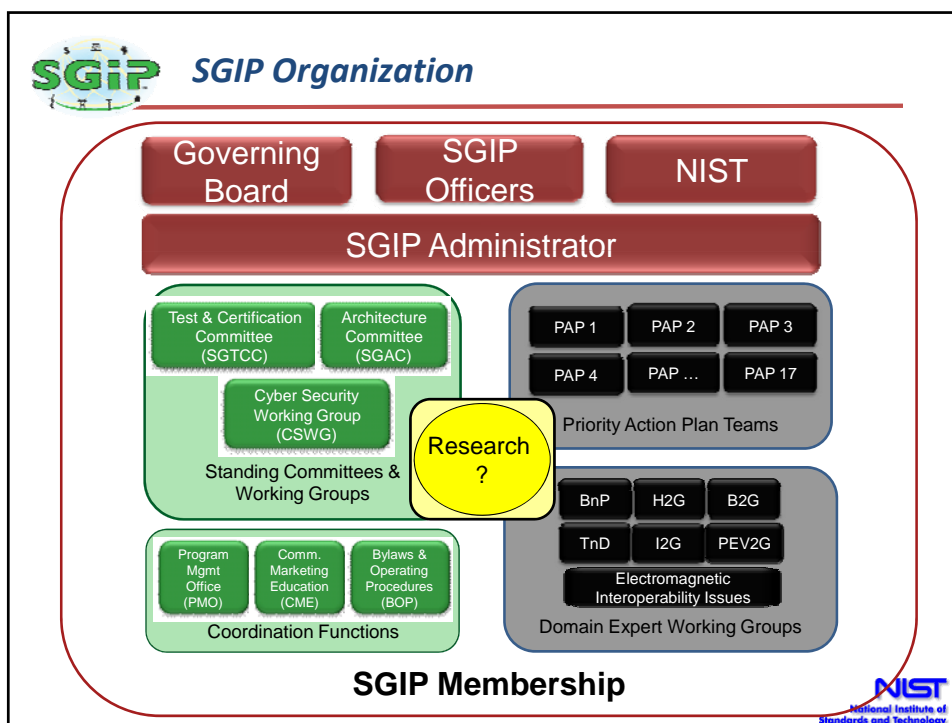 SGiP
SGIP Organization
Governing
Board
SGIP
Officers
NIST
SGIP Administrator
Test & Certification
Committee
(SGTCC)
Architecture
Committee
(SGAC)
Cyber Security
Working Group
(CSWG)
Standing Committees &
Working Groups
PAP 1
PAP 2
PAP 3
PAP 4
PAP …
PAP 17
Priority Action Plan Teams
Research
?
Program
Mgmt
Office
(PMO)
Comm.
Marketing
Education
(CME)
Bylaws &
Operating
Procedures
(BOP)
Coordination Functions
BnP
H2G
B2G
TnD
I2G
PEV2G
Electromagnetic
Interoperability Issues
Domain Expert Working Groups
SGIP Membership
NIST
National Institute of
Standards and Technology